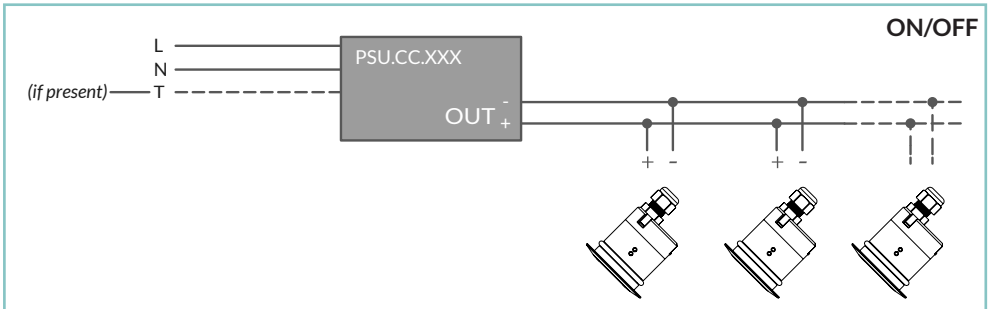 ON/OFF
L
N
(if present) T
PSU.CC.XXX
OUT - +
+ - + -